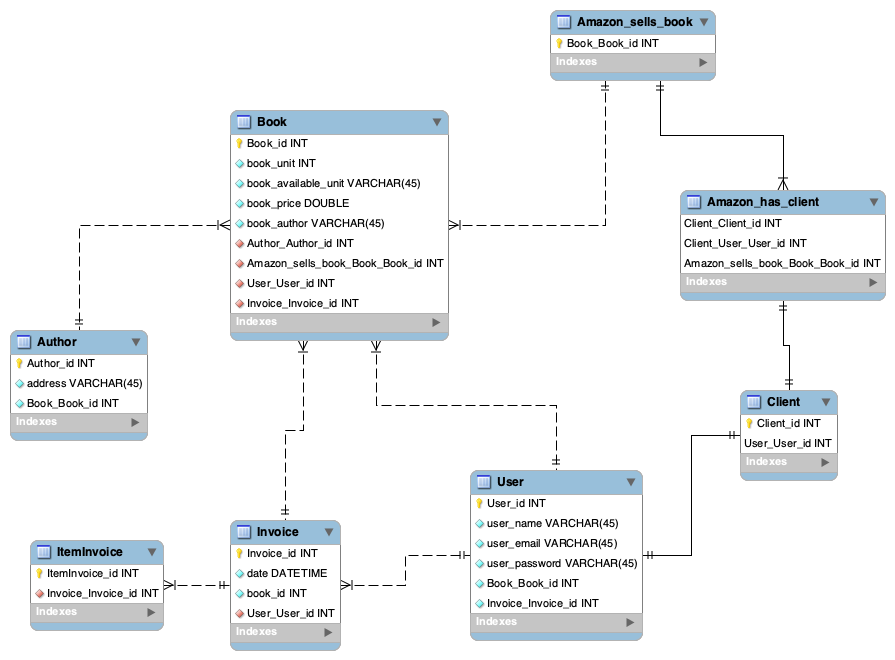 Amazon_sells_book
Book_Book_id INT
Indexes
Book
Book_id INT
book_unit INT
book_available_unit VARCHAR(45)
book_price DOUBLE
book_author VARCHAR(45)
Author_Author_id INT
Amazon_sells_book_Book_Book_id INT
User_User_id INT
Invoice_Invoice_id INT
Indexes
Amazon_has_client
Client_Client_id INT
Client_User_User_id INT
Amazon_sells_book_Book_Book_id INT
Indexes
Author
Author_id INT
address VARCHAR(45)
Book_Book_id INT
Indexes
Client
Client_id INT
User_User_id INT
Indexes
User
User_id INT
user_name VARCHAR(45)
user_email VARCHAR(45)
user_password VARCHAR(45)
Book_Book_id INT
Invoice_Invoice_id INT
Indexes
Invoice
Invoice_id INT
date DATETIME
book_id INT
User_User_id INT
Indexes
ItemInvoice
ItemInvoice_id INT
Invoice_Invoice_id INT
Indexes